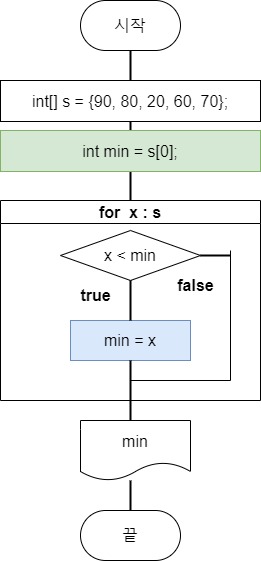 시작
int[] s = {90, 80, 20, 60, 70};
int min = s[0];
for x : s
x < min
true
false
min = x
min
끝